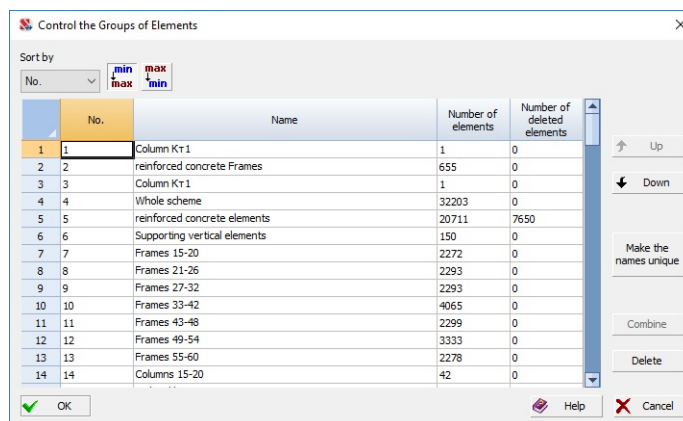 Control the Groups of Elements
Sort by
No.
min max
max min
No. Name Number of elements Number of deleted elements
1 1 Column Кт1 1 0
2 2 reinforced concrete Frames 655 0
3 3 Column Кт1 1 0
4 4 Whole scheme 32203 0
5 5 reinforced concrete elements 20711 7650
6 6 Supporting vertical elements 150 0
7 7 Frames 15-20 2272 0
8 8 Frames 21-26 2293 0
9 9 Frames 27-32 2293 0
10 10 Frames 33-42 4065 0
11 11 Frames 43-48 2299 0
12 12 Frames 49-54 3333 0
13 13 Frames 55-60 2278 0
14 14 Columns 15-20 42 0
Up
Down
Make the
names unique
Combine
Delete
OK Help Cancel